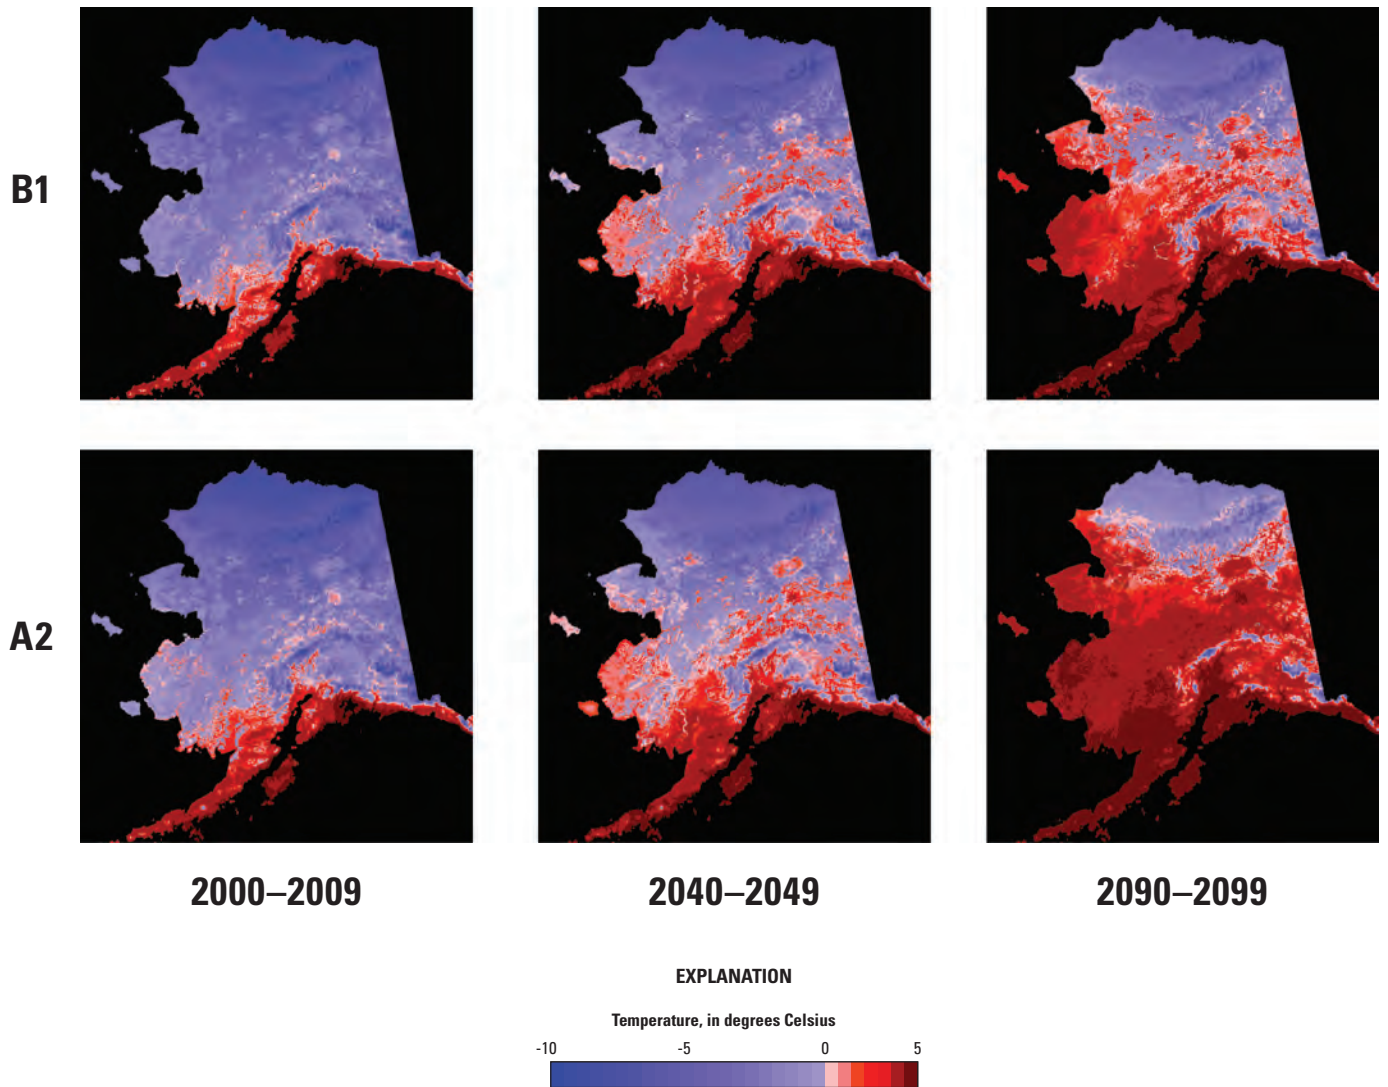 B1
A2
2000–2009
2040–2049
2090–2099
EXPLANATION
Temperature, in degrees Celsius
-10 -5 0 5